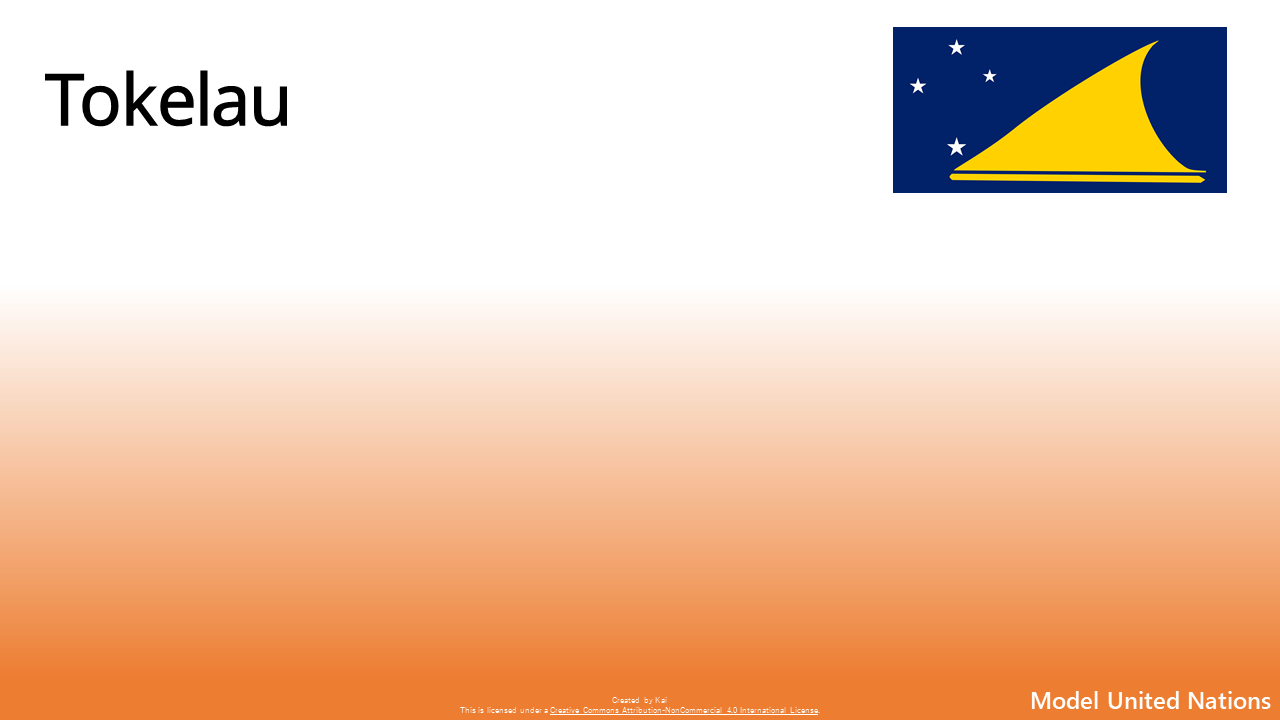 Tokelau
Created by Kai
This is licensed under a Creative Commons Attribution-NonCommercial 4.0 International License.
Model United Nations